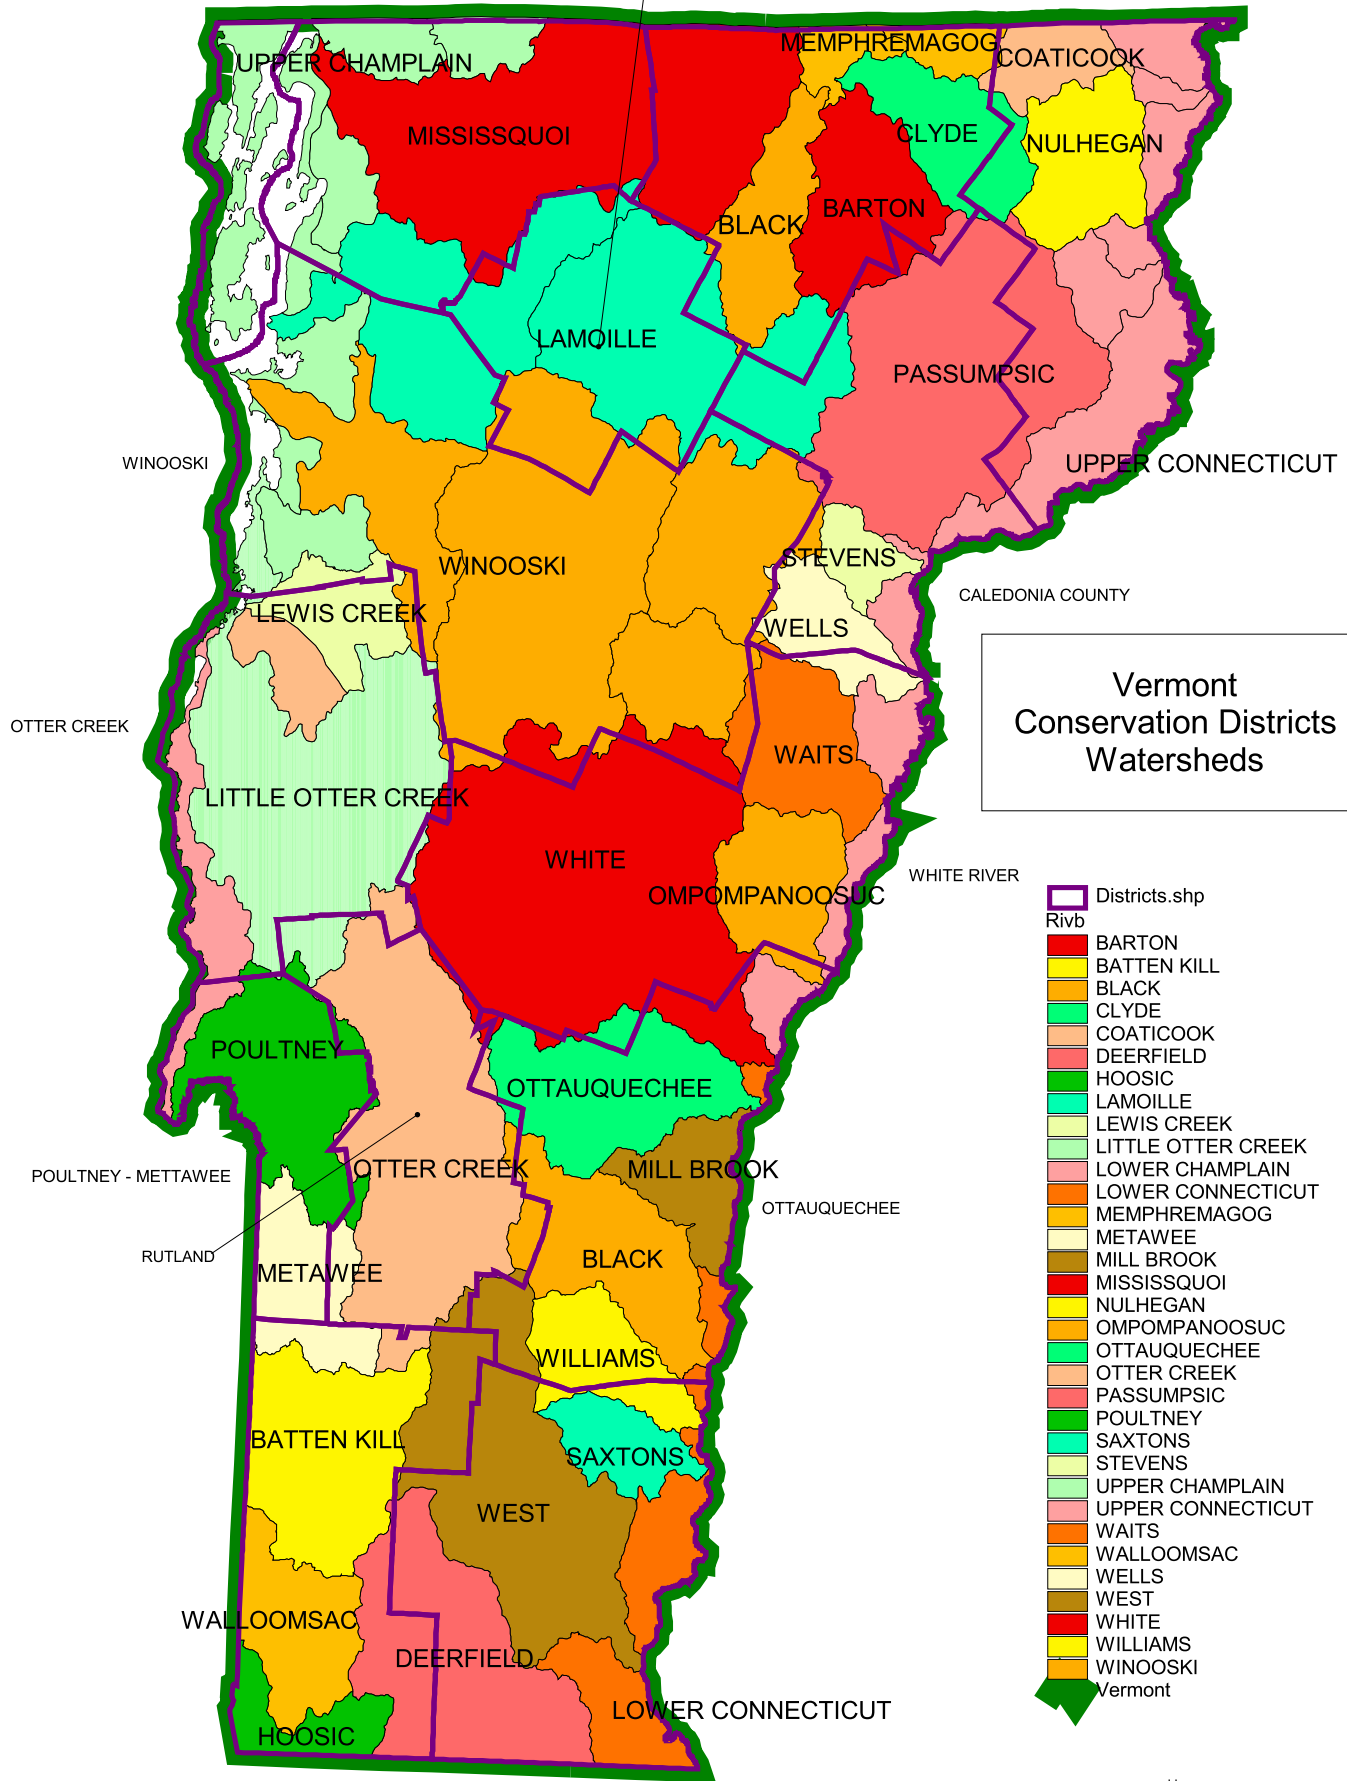 MEMPHREMAGOG
COATICOOK
UPPER CHAMPLAIN
MISSISSQUOI
CLYDE
NULHEGAN
BARTON
BLACK
LAMOILLE
PASSUMPSIC
WINOOSKI
UPPER CONNECTICUT
STEVENS
WINOOSKI
CALEDONIA COUNTY
LEWIS CREEK
WELLS
Vermont
Conservation Districts
Watersheds
OTTER CREEK
WAITS
LITTLE OTTER CREEK
WHITE
WHITE RIVER
OMPOMPANOOSUC
POULTNEY
OTTAUQUECHEE
OTTER CREEK
MILL BROOK
POULTNEY - METTAWEE
OTTAUQUECHEE
RUTLAND
BLACK
METAWEE
WILLIAMS
BATTEN KILL
SAXTONS
WEST
WALLOOMSAC
DEERFIELD
LOWER CONNECTICUT
HOOSIC
Districts.shp
Rivb
BARTON
BATTEN KILL
BLACK
CLYDE
COATICOOK
DEERFIELD
HOOSIC
LAMOILLE
LEWIS CREEK
LITTLE OTTER CREEK
LOWER CHAMPLAIN
LOWER CONNECTICUT
MEMPHREMAGOG
METAWEE
MILL BROOK
MISSISSQUOI
NULHEGAN
OMPOMPANOOSUC
OTTAUQUECHEE
OTTER CREEK
PASSUMPSIC
POULTNEY
SAXTONS
STEVENS
UPPER CHAMPLAIN
UPPER CONNECTICUT
WAITS
WALLOOMSAC
WELLS
WEST
WHITE
WILLIAMS
WINOOSKI
Vermont